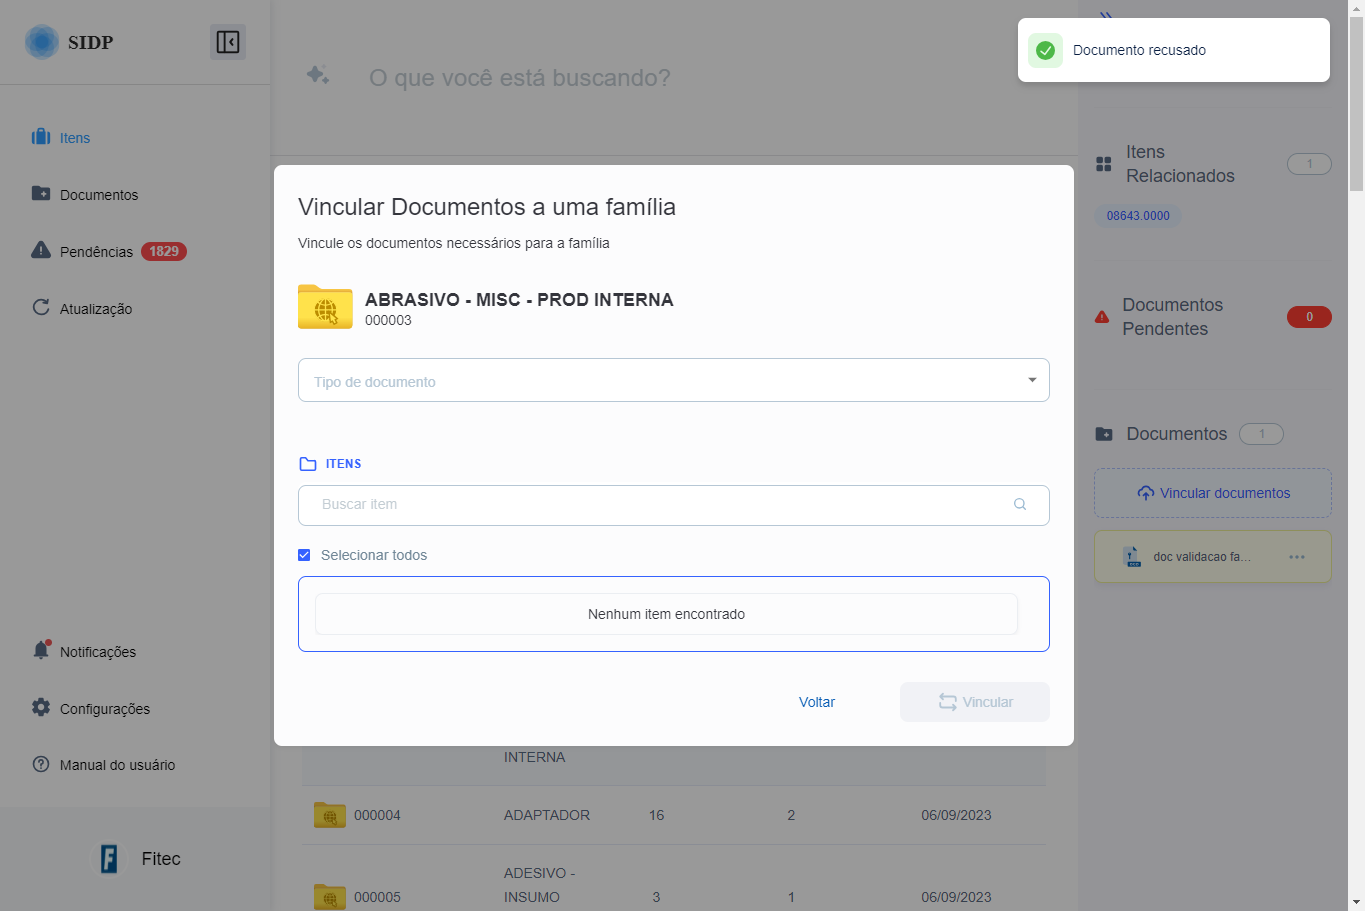 SIDP
O que você está buscando?
Documento recusado
Itens
Documentos
Pendências 1829
Atualização
Notificações
Configurações
Manual do usuário
Fitec
Vincular Documentos a uma família
Vincule os documentos necessários para a família
ABRASIVO - MISC - PROD INTERNA
000003
Tipo de documento
ITENS
Buscar item
Selecionar todos
Nenhum item encontrado
Voltar
Vincular
INTERNA
000004 ADAPTADOR 16 2 06/09/2023
ADESIVO -
000005 INSUMO 3 1 06/09/2023
Itens
Relacionados
1
08643.0000
Documentos
Pendentes
0
Documentos 1
Vincular documentos
doc validacao fa...